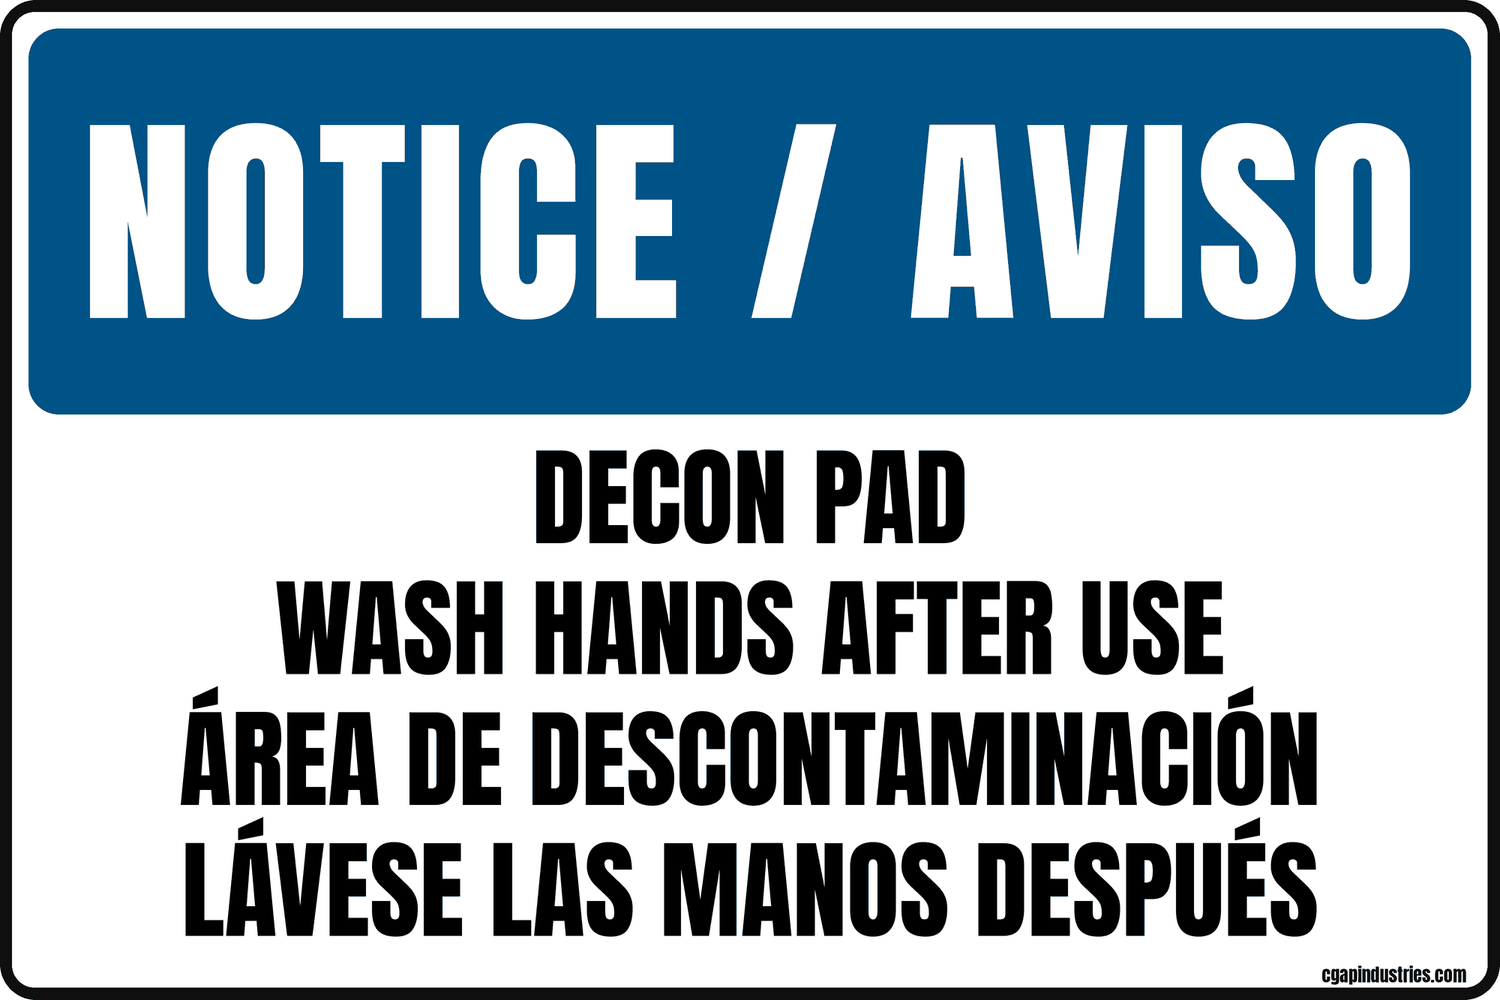 NOTICE / AVISO
DECON PAD
WASH HANDS AFTER USE
ÁREA DE DESCONTAMINACIÓN
LÁVESE LAS MANOS DESPUÉS
cgapindustries.com